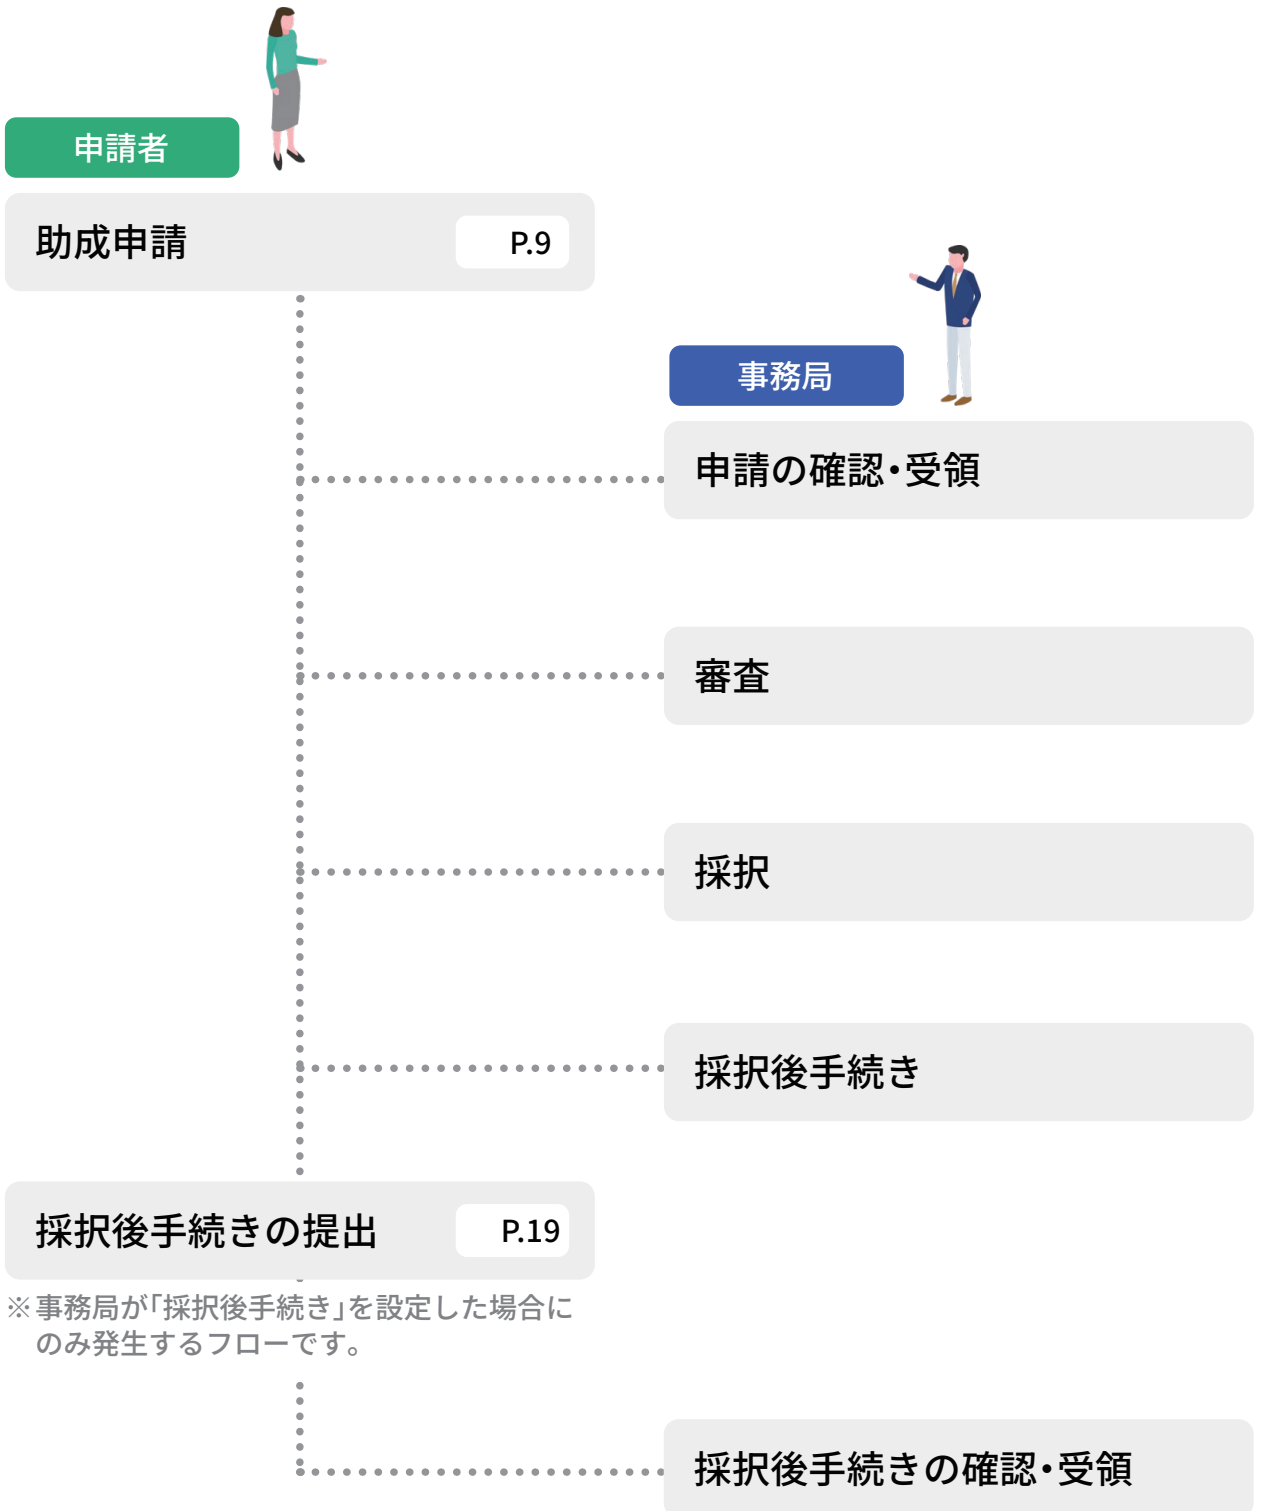 申請者
助成申請
P.9
事務局
申請の確認・受領
審査
採択
採択後手続き
採択後手続きの提出
P.19
※事務局が「採択後手続き」を設定した場合に
のみ発生するフローです。
採択後手続きの確認・受領